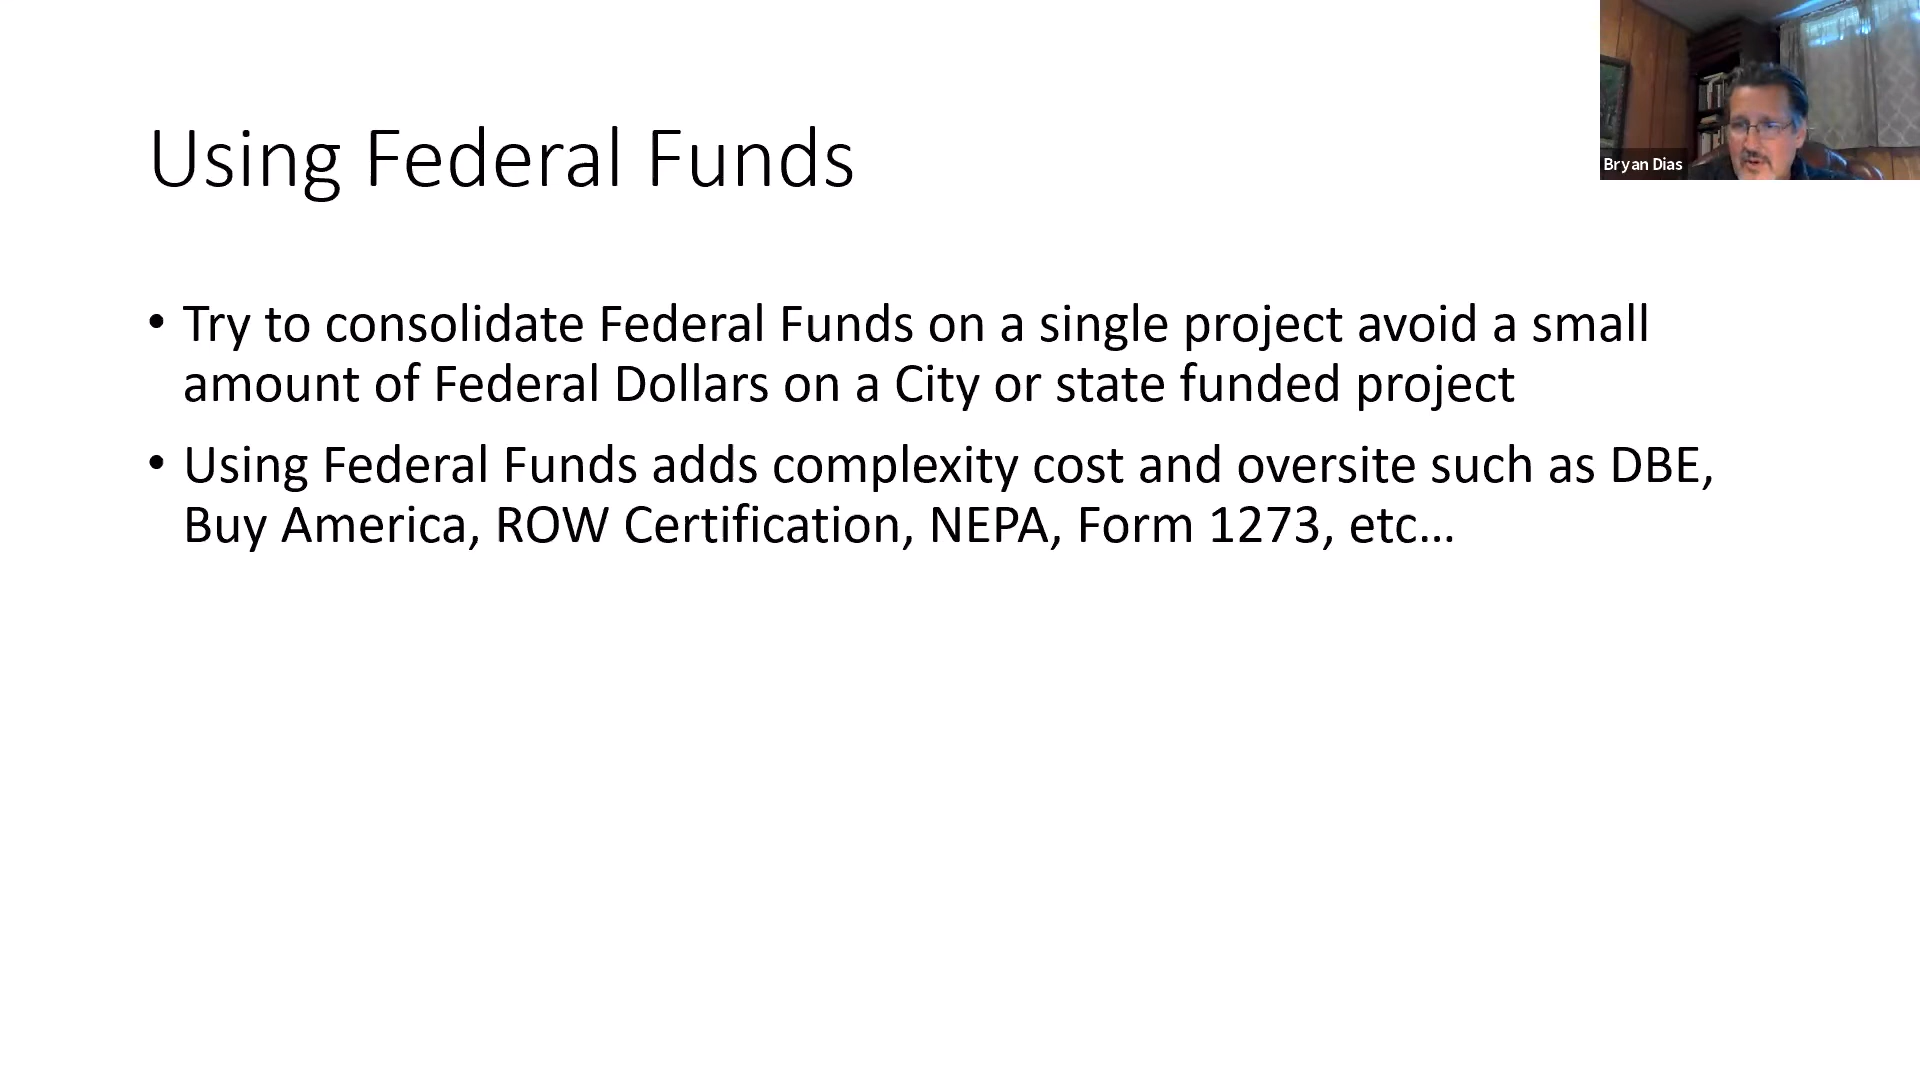 Using Federal Funds
Bryan Dias
• Try to consolidate Federal Funds on a single project avoid a small
amount of Federal Dollars on a City or state funded project
• Using Federal Funds adds complexity cost and oversite such as DBE,
Buy America, ROW Certification, NEPA, Form 1273, etc…